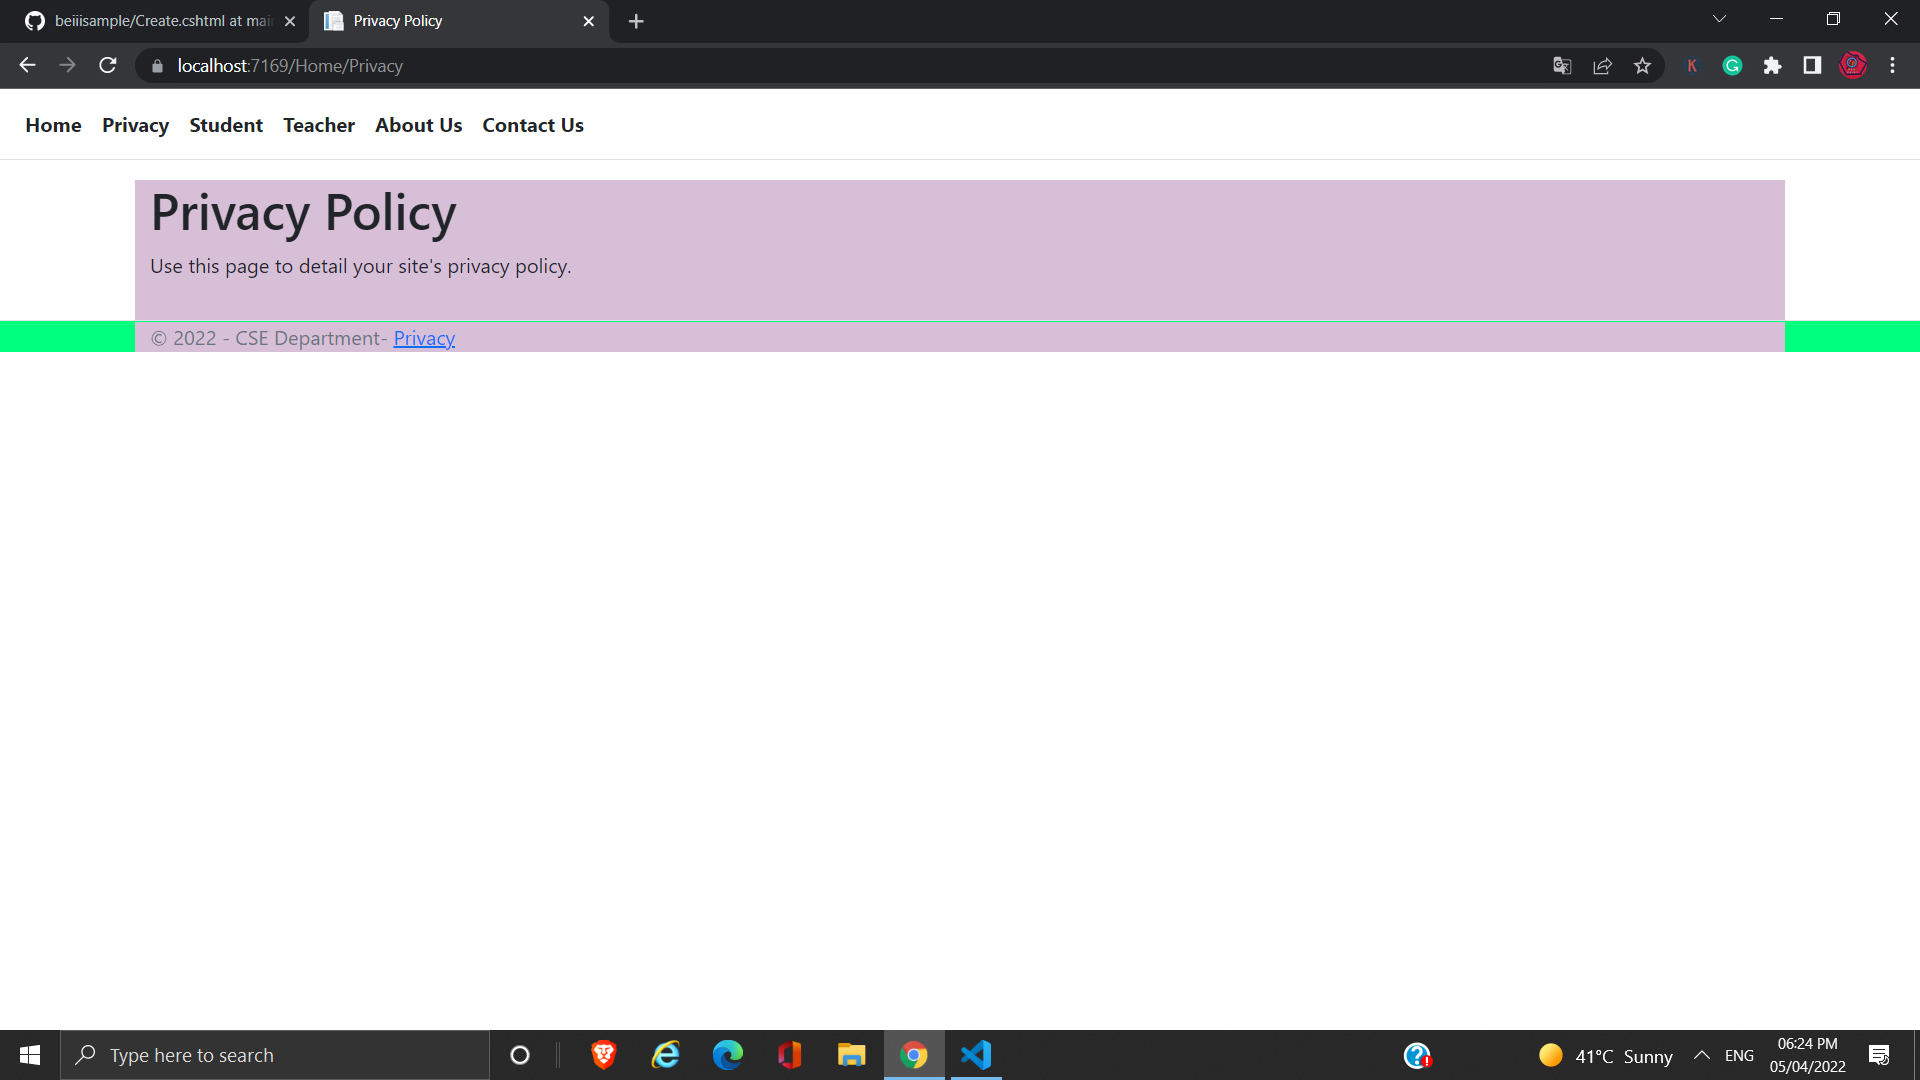 beiiisample/Create.cshtml at mai
Privacy Policy
localhost:7169/Home/Privacy
K
G
Home Privacy Student Teacher About Us Contact Us
Privacy Policy
Use this page to detail your site's privacy policy.
© 2022 - CSE Department- Privacy
Type here to search
41°C Sunny
ENG
06:24 PM
05/04/2022